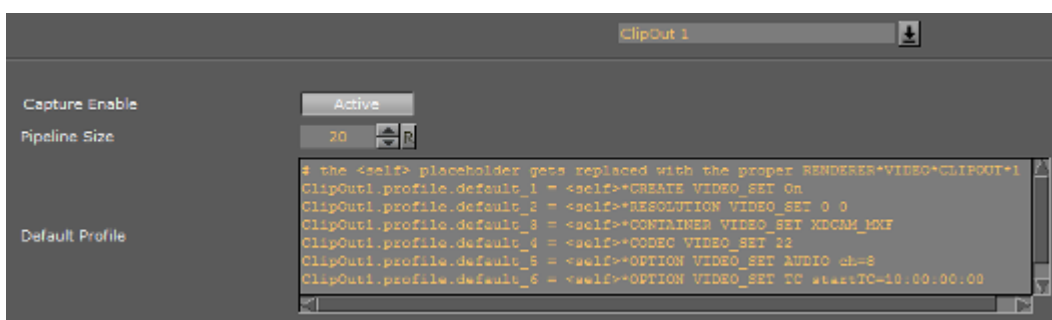 ClipOut 1
Capture Enable
Active
Pipeline Size
20
R
Default Profile
# the <self> placeholder gets replaced with the proper RENDERER*VIDEO*CLIPOUT*1
ClipOut1.profile.default_1 = <self>*CREATE VIDEO_SET On
ClipOut1.profile.default_2 = <self>*RESOLUTION VIDEO_SET 0 0
ClipOut1.profile.default_3 = <self>*CONTAINER VIDEO_SET XDCAM_MXF
ClipOut1.profile.default_4 = <self>*CODEC VIDEO_SET 22
ClipOut1.profile.default_5 = <self>*OPTION VIDEO_SET AUDIO ch=8
ClipOut1.profile.default_6 = <self>*OPTION VIDEO_SET TC startTC=10:00:00:00